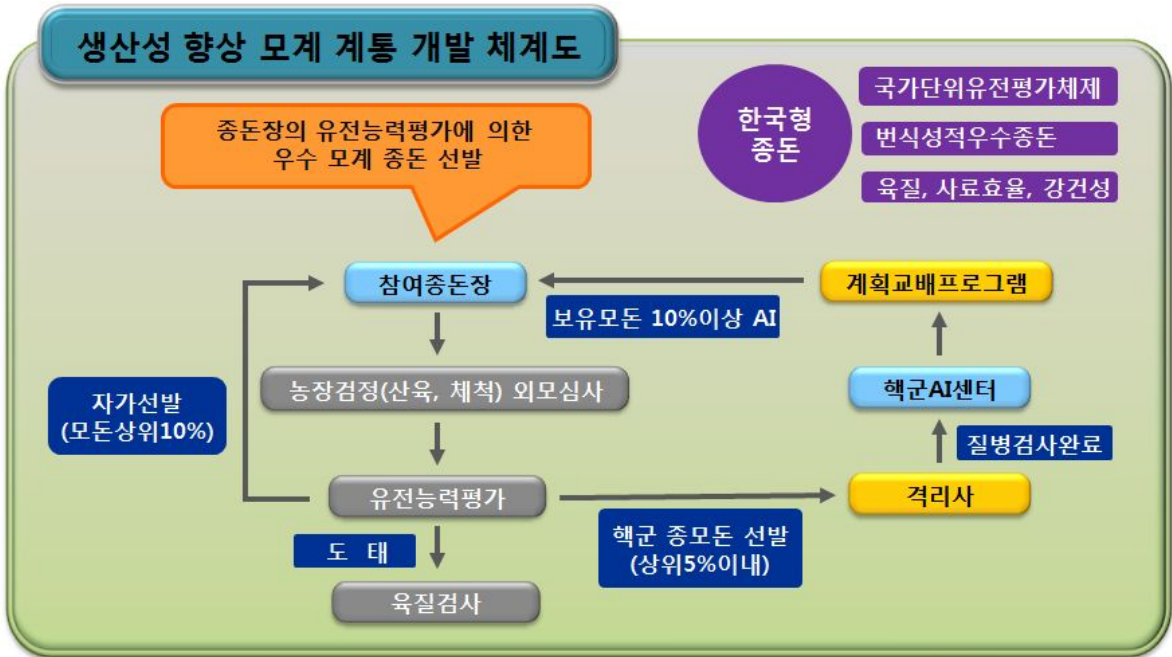 생산성 향상 모계 계통 개발 체계도
종돈장의 유전능력평가에 의한
우수 모계 종돈 선발
한국형
종돈
국가단위유전평가체제
번식성적우수종돈
육질, 사료효율, 강건성
참여종돈장
계획교배프로그램
보유모돈 10%이상 AI
농장검정(산육, 체척) 외모심사
핵군AI센터
자가선발
(모돈상위10%)
질병검사완료
유전능력평가
격리사
도 태
핵군 종모돈 선발
(상위5%이내)
육질검사